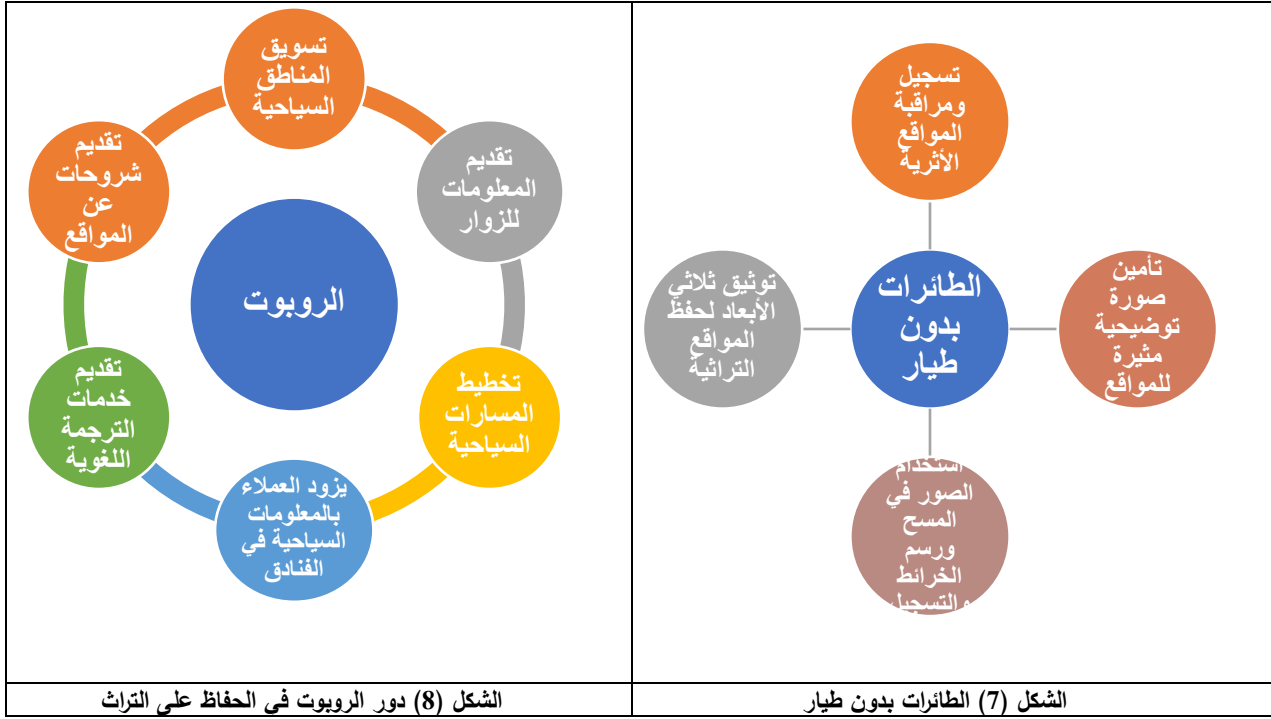 تسجيل
ومراقبة
المواقع
الأثرية
تأمين
صورة
توضيحية
مثيرة
للمواقع
الطائرات
بدون
طيار
توثيق ثلاثي
الأبعاد لحفظ
المواقع
التراثية
استخدام
الصور في
المسح
ورسم
الخرائط
والتسجيل
الشكل (7) الطائرات بدون طيار
تسويق
المناطق
السياحية
تقديم
المعلومات
للزوار
تخطيط
المسارات
السياحية
يزود العملاء
بالمعلومات
السياحية في
الفنادق
تقديم
خدمات
الترجمة
اللغوية
تقديم
شروحات
عن
المواقع
الروبوت
الشكل (8) دور الروبوت في الحفاظ على التراث